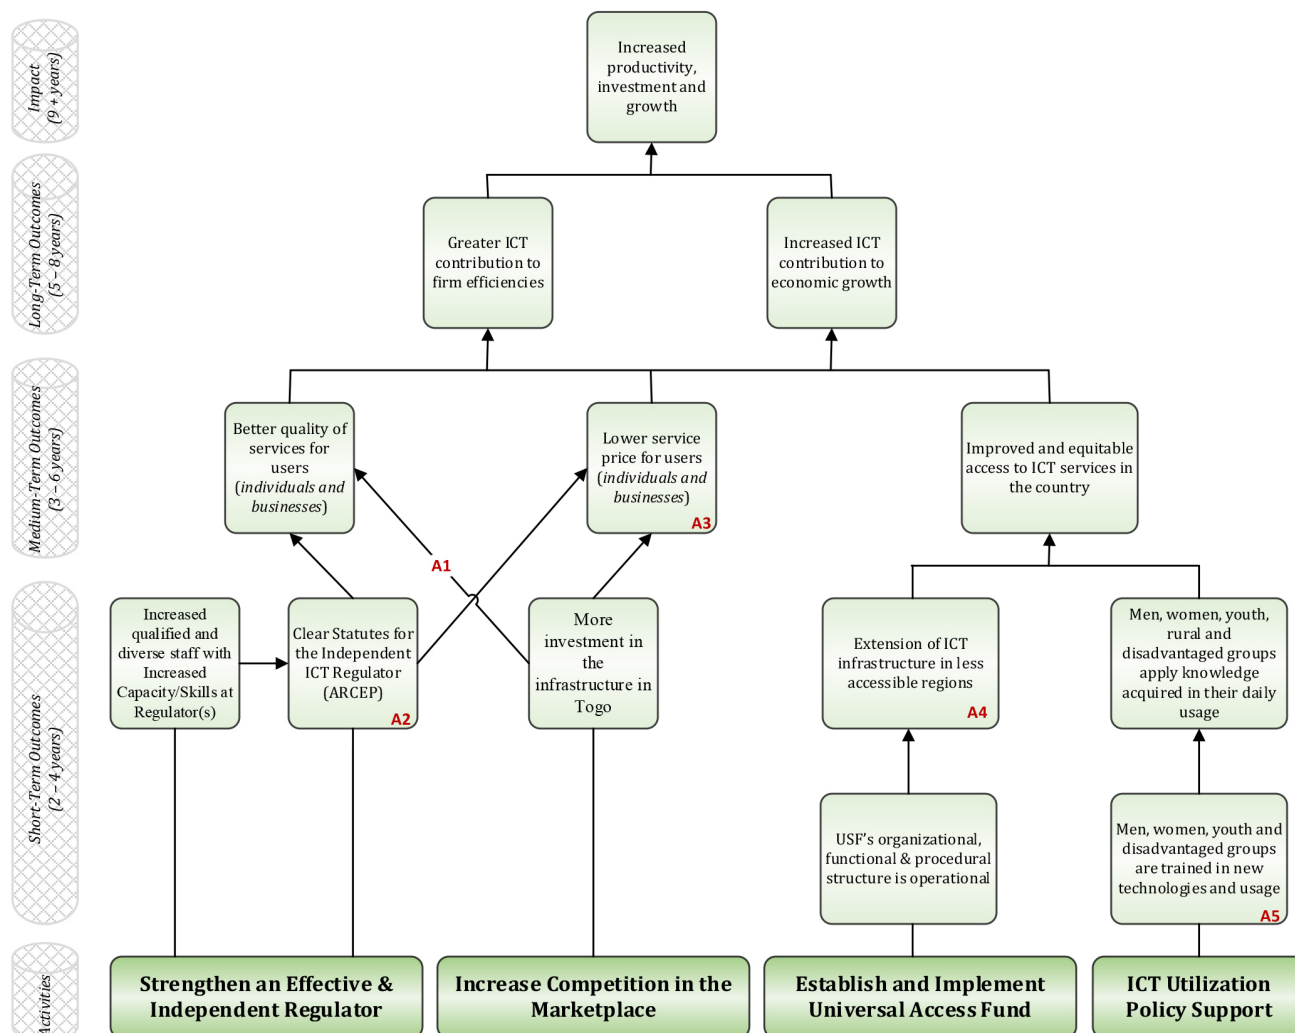 Impact
(9 + years)
Increased
productivity,
investment and
growth
Long-Term Outcomes
(5 – 8 years)
Greater ICT
contribution to
firm efficiencies
Increased ICT
contribution to
economic growth
Medium-Term Outcomes
(3 – 6 years)
Better quality of
services for
users
(individuals and
businesses)
Lower service
price for users
(individuals and
businesses)
A3
Improved and equitable
access to ICT services in
the country
A1
Short-Term Outcomes
(2 – 4 years)
Increased
qualified and
diverse staff with
Increased
Capacity/Skills at
Regulator(s)
Clear Statutes for
the Independent
ICT Regulator
(ARCEP)
A2
More
investment in
the
infrastructure in
Togo
Extension of ICT
infrastructure in less
accessible regions
A4
Men, women, youth,
rural and
disadvantaged groups
apply knowledge
acquired in their daily
usage
USF's organizational,
functional & procedural
structure is operational
Men, women, youth and
disadvantaged groups
are trained in new
technologies and usage
A5
Activities
Strengthen an Effective &
Independent Regulator
Increase Competition in the
Marketplace
Establish and Implement
Universal Access Fund
ICT Utilization
Policy Support